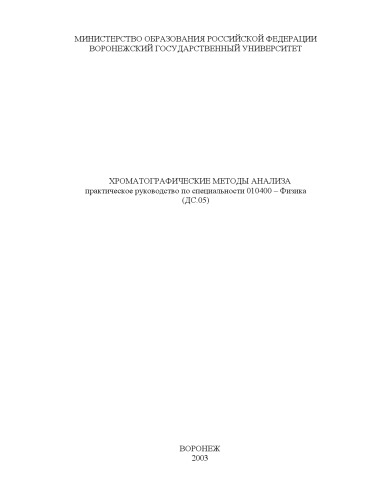 МИНИСТЕРСТВО ОБРАЗОВАНИЯ РОССИЙСКОЙ ФЕДЕРАЦИИ
ВОРОНЕЖСКИЙ ГОСУДАРСТВЕННЫЙ УНИВЕРСИТЕТ
ХРОМАТОГРАФИЧЕСКИЕ МЕТОДЫ АНАЛИЗА
практическое руководство по специальности 010400 – Физика
(ДС.05)
ВОРОНЕЖ
2003